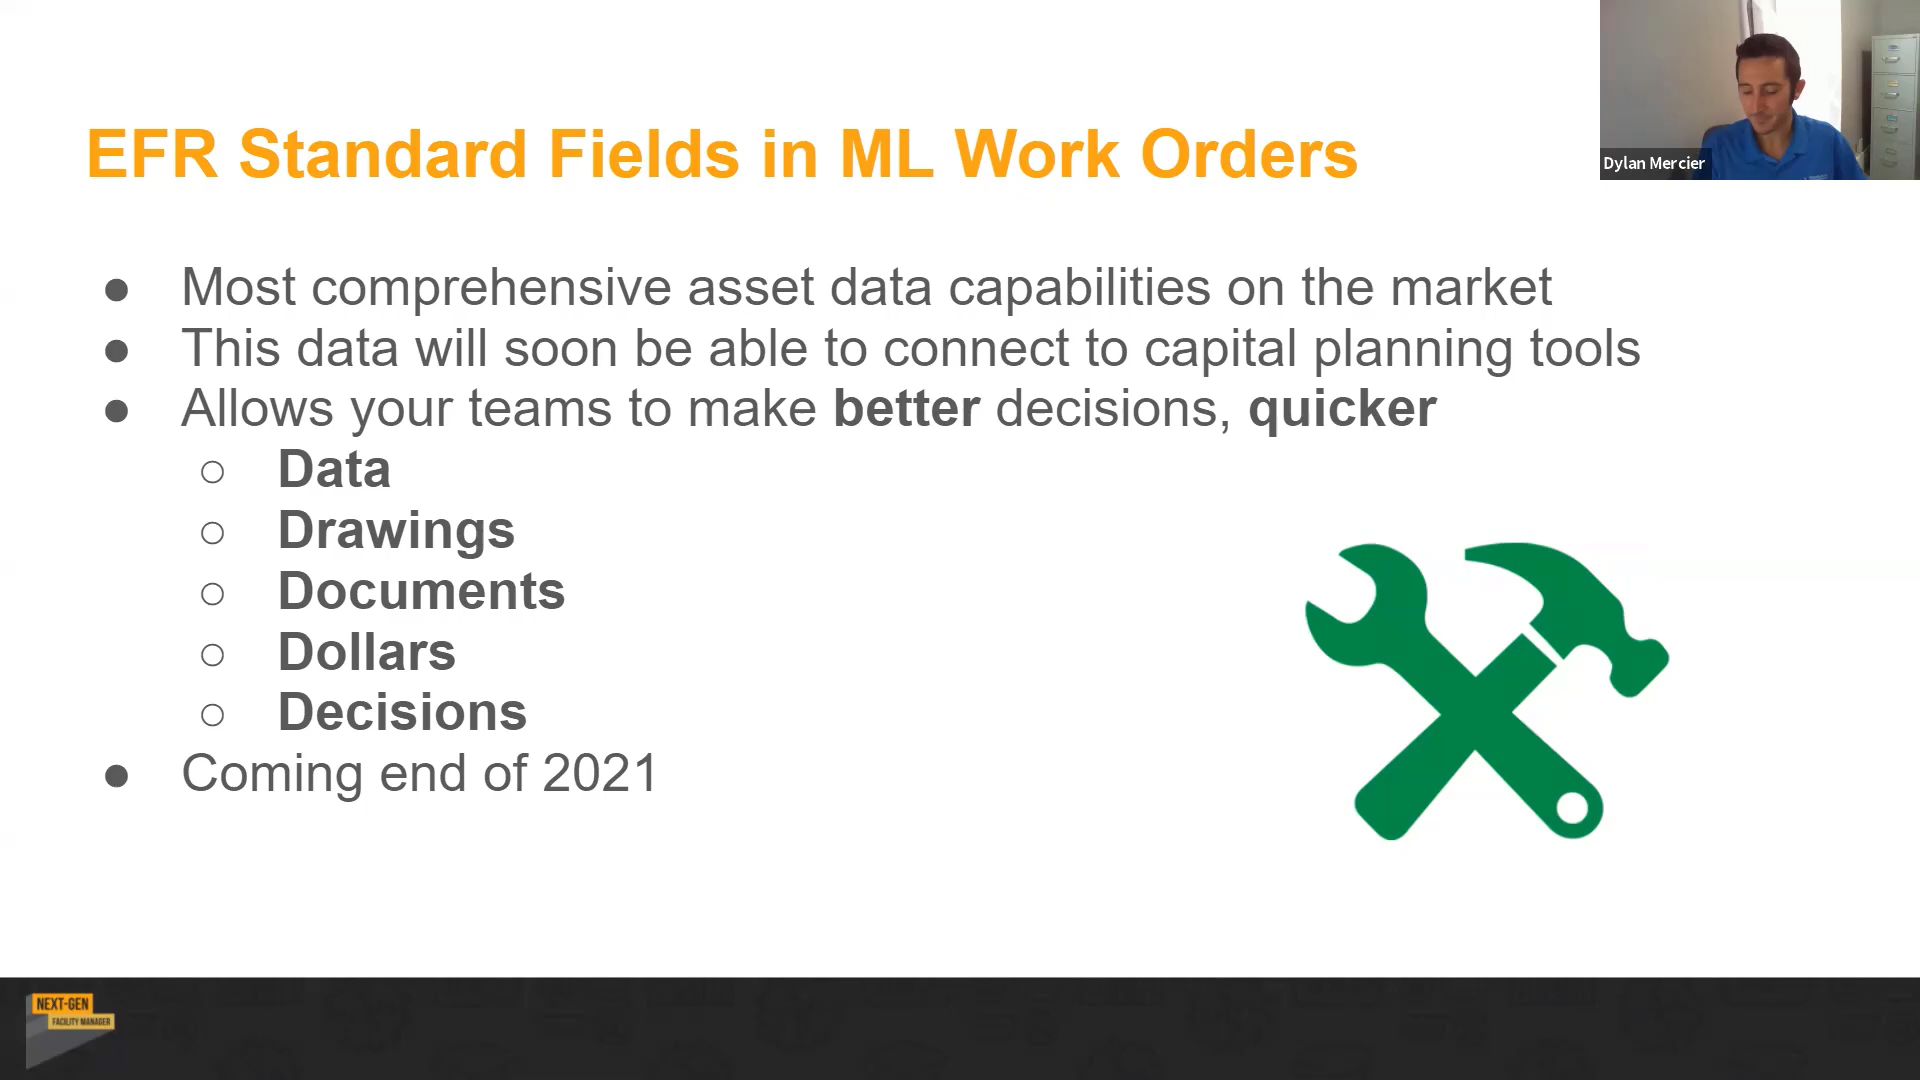 EFR Standard Fields in ML Work Orders
Dylan Mercier
● Most comprehensive asset data capabilities on the market
● This data will soon be able to connect to capital planning tools
● Allows your teams to make better decisions, quicker
○ Data
○ Drawings
○ Documents
○ Dollars
○ Decisions
● Coming end of 2021
NEXT-GEN
FACILITY MANAGER